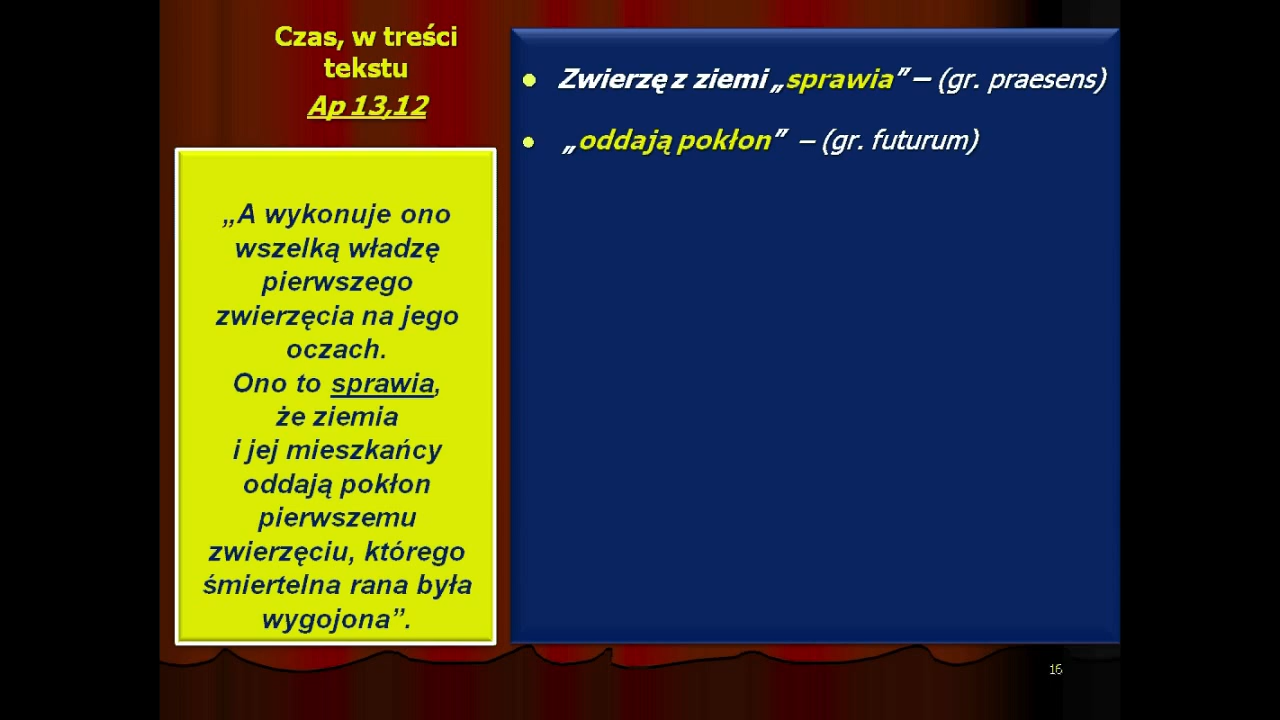 Czas, w treści
tekstu
Ap 13,12
„A wykonuje ono
wszelką władzę
pierwszego
zwierzęcia na jego
oczach.
Ono to sprawia,
że ziemia
i jej mieszkańcy
oddają pokłon
pierwszemu
zwierzęciu, którego
śmiertelna rana była
wygojona”.
• Zwierzę z ziemi „sprawia” – (gr. praesens)
• „oddają pokłon” – (gr. futurum)
16